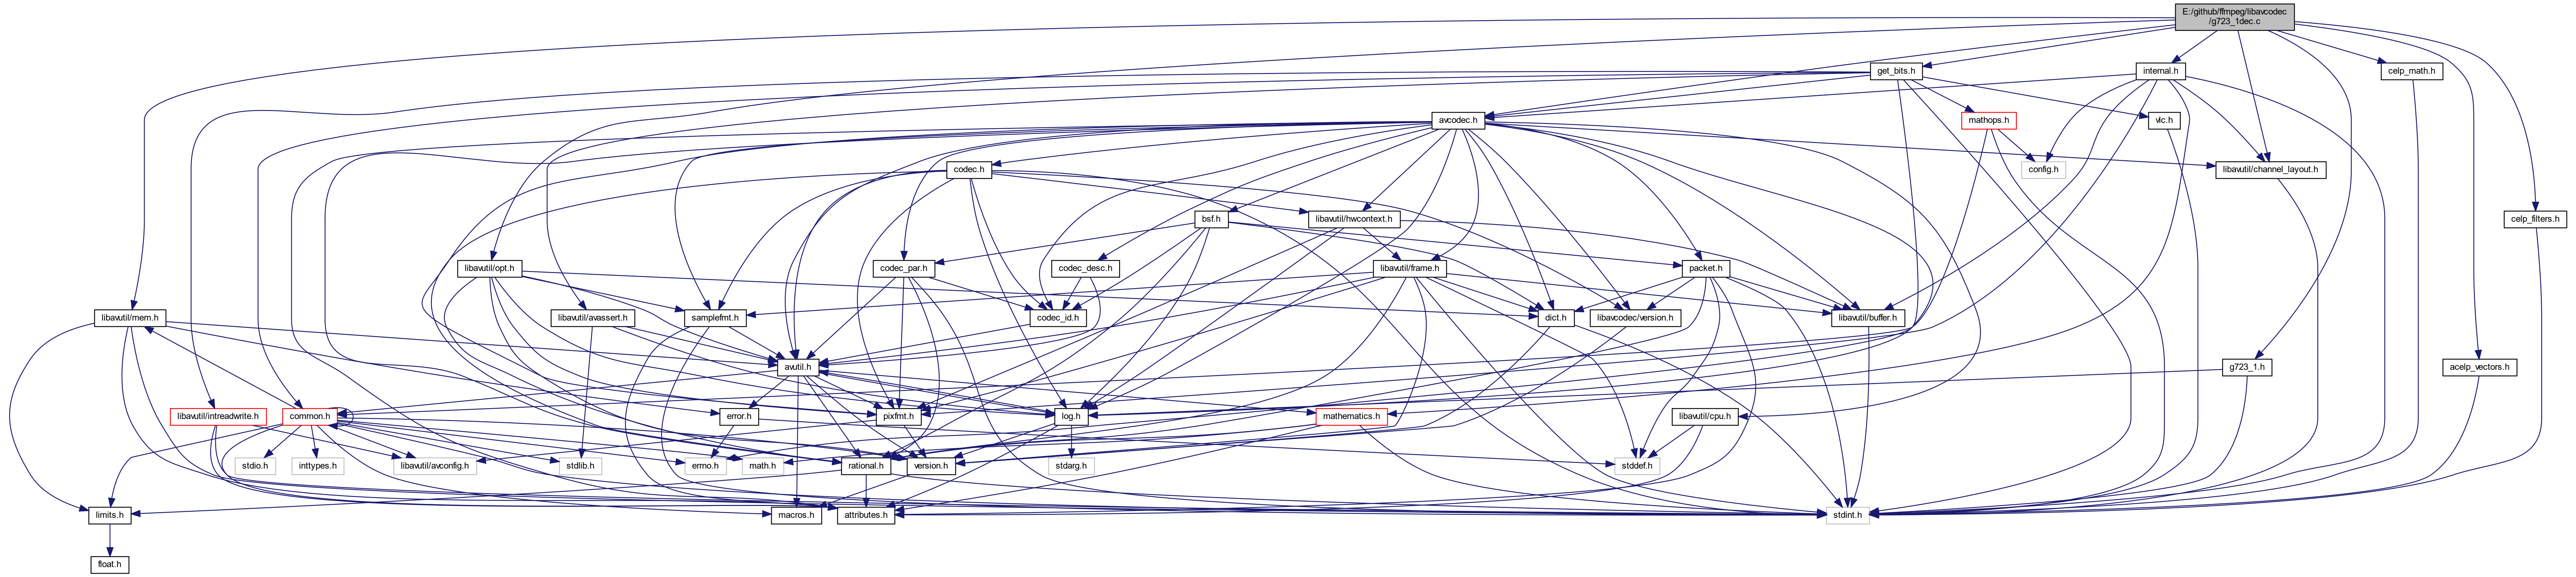 E:/github/ffmpeg/libavcodec
/g723_1dec.c
get_bits.h
internal.h
celp_math.h
avcodec.h
mathops.h
vlc.h
codec.h
config.h
libavutil/channel_layout.h
bsf.h
libavutil/hwcontext.h
celp_filters.h
libavutil/opt.h
codec_par.h
codec_desc.h
libavutil/frame.h
packet.h
libavutil/mem.h
libavutil/avassert.h
samplefmt.h
codec_id.h
dict.h
libavcodec/version.h
libavutil/buffer.h
avutil.h
g723_1.h
acelp_vectors.h
libavutil/intreadwrite.h
common.h
error.h
pixfmt.h
log.h
mathematics.h
libavutil/cpu.h
stdio.h
inttypes.h
libavutil/avconfig.h
stdlib.h
errno.h
math.h
rational.h
version.h
stdarg.h
stddef.h
limits.h
macros.h
attributes.h
stdint.h
float.h